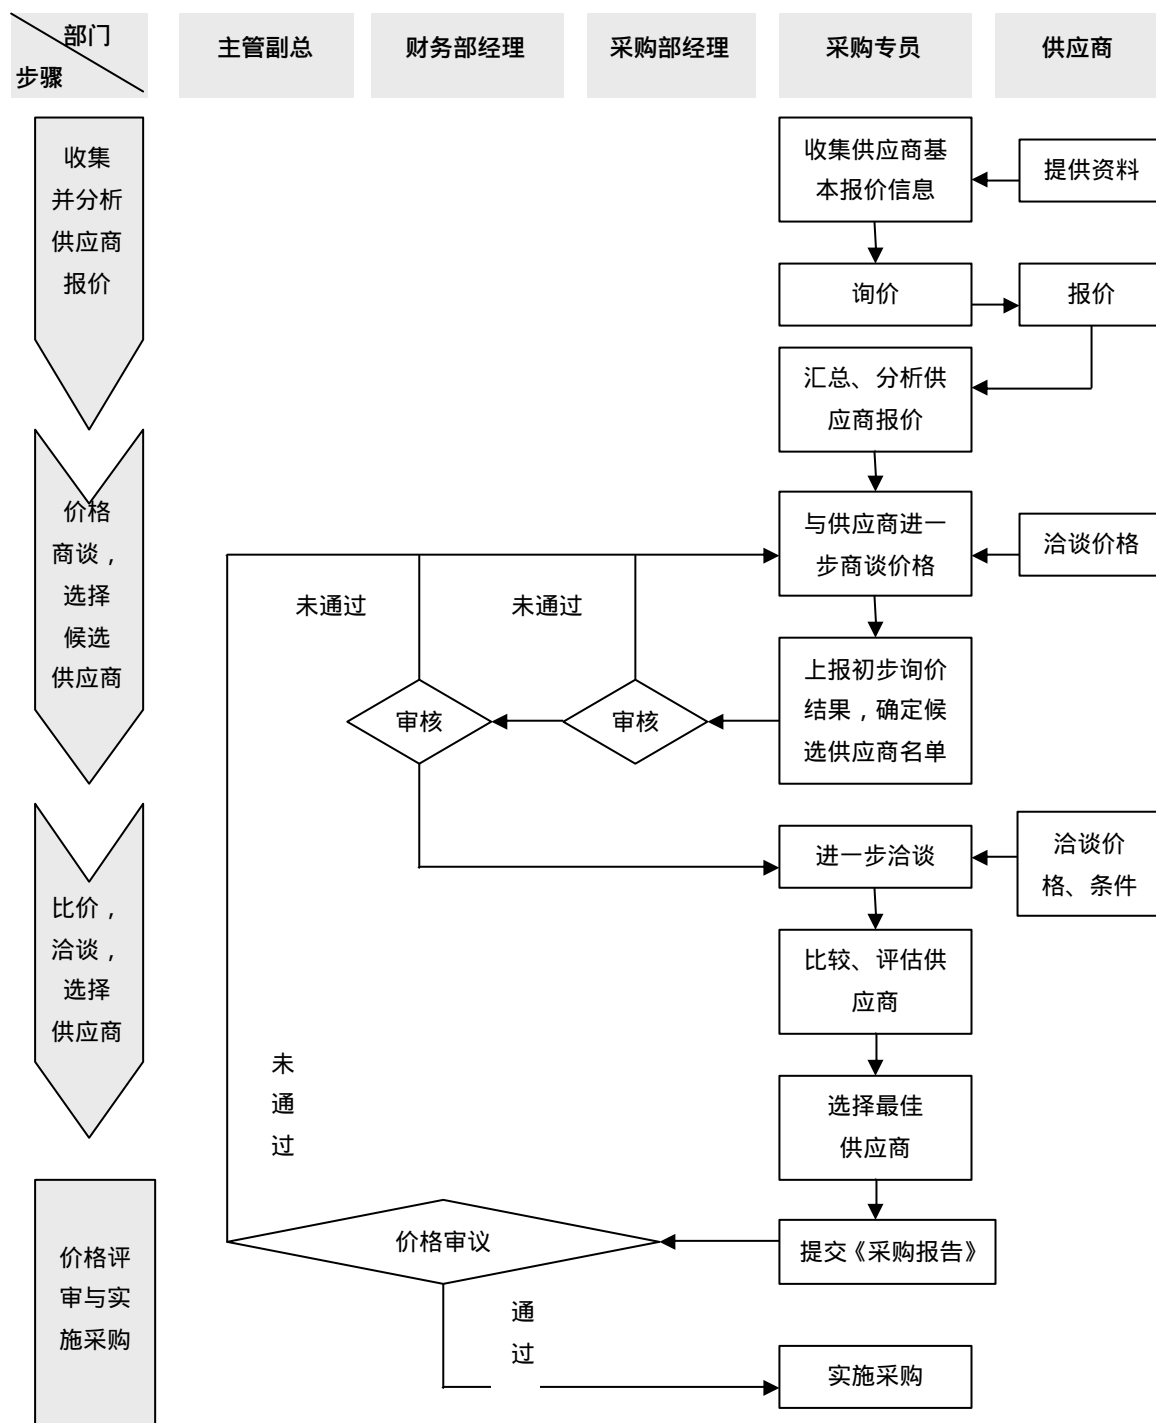 部门
步骤
主管副总
财务部经理
采购部经理
采购专员
供应商
收集
并分析
供应商
报价
收集供应商基
本报价信息
提供资料
询价
报价
汇总、分析供
应商报价
价格
商谈，
选择
候选
供应商
与供应商进一
步商谈价格
洽谈价格
未通过
未通过
上报初步询价
结果，确定候
选供应商名单
审核
审核
进一步洽谈
洽谈价
格、条件
比价，
洽谈，
选择
供应商
比较、评估供
应商
未
通
过
选择最佳
供应商
价格评
审与实
施采购
价格审议
提交《采购报告》
通
过
实施采购